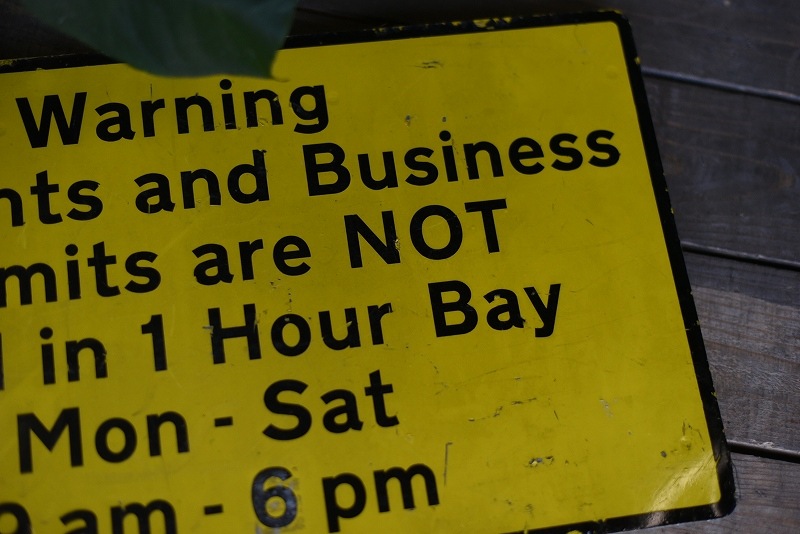 Warning
nts and Business
mits are NOT
in 1 Hour Bay
Mon - Sat
9 am - 6 pm